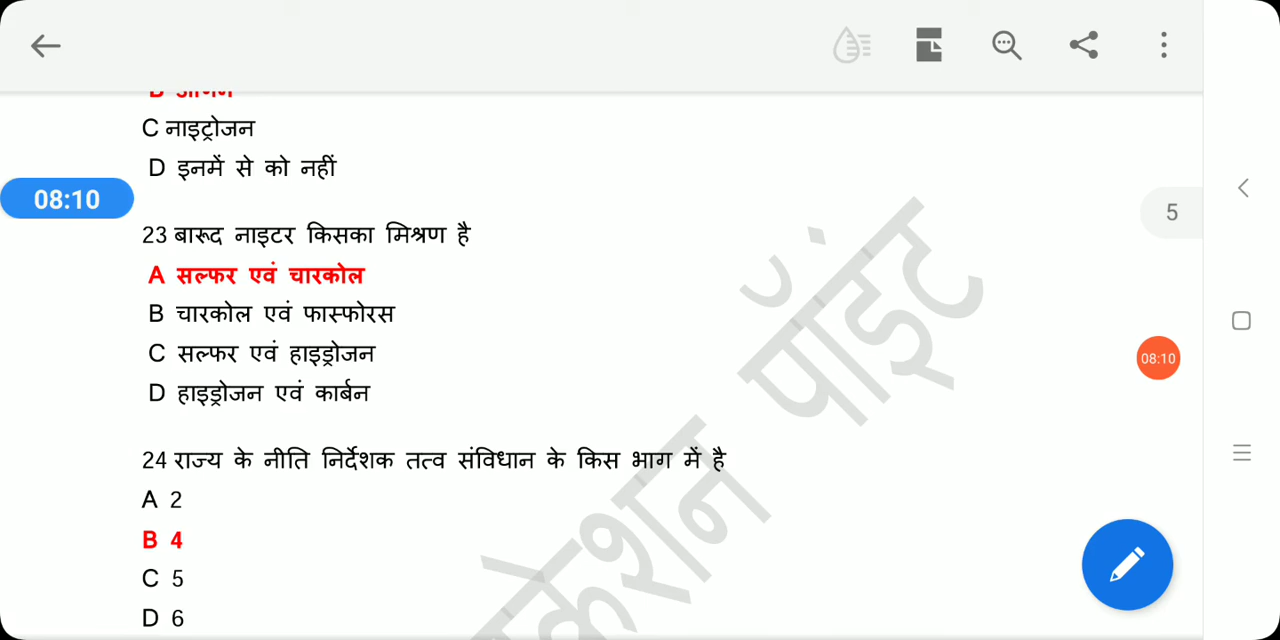 C नाइट्रोजन
D इनमें से को नहीं
08:10
5
23 बारूद नाइटर किसका मिश्रण है
A सल्फर एवं चारकोल
B चारकोल एवं फास्फोरस
C सल्फर एवं हाइड्रोजन
08:10
D हाइड्रोजन एवं कार्बन
24 राज्य के नीति निर्देशक तत्व संविधान के किस भाग में है
A 2
B 4
C 5
D 6
पॉइंट